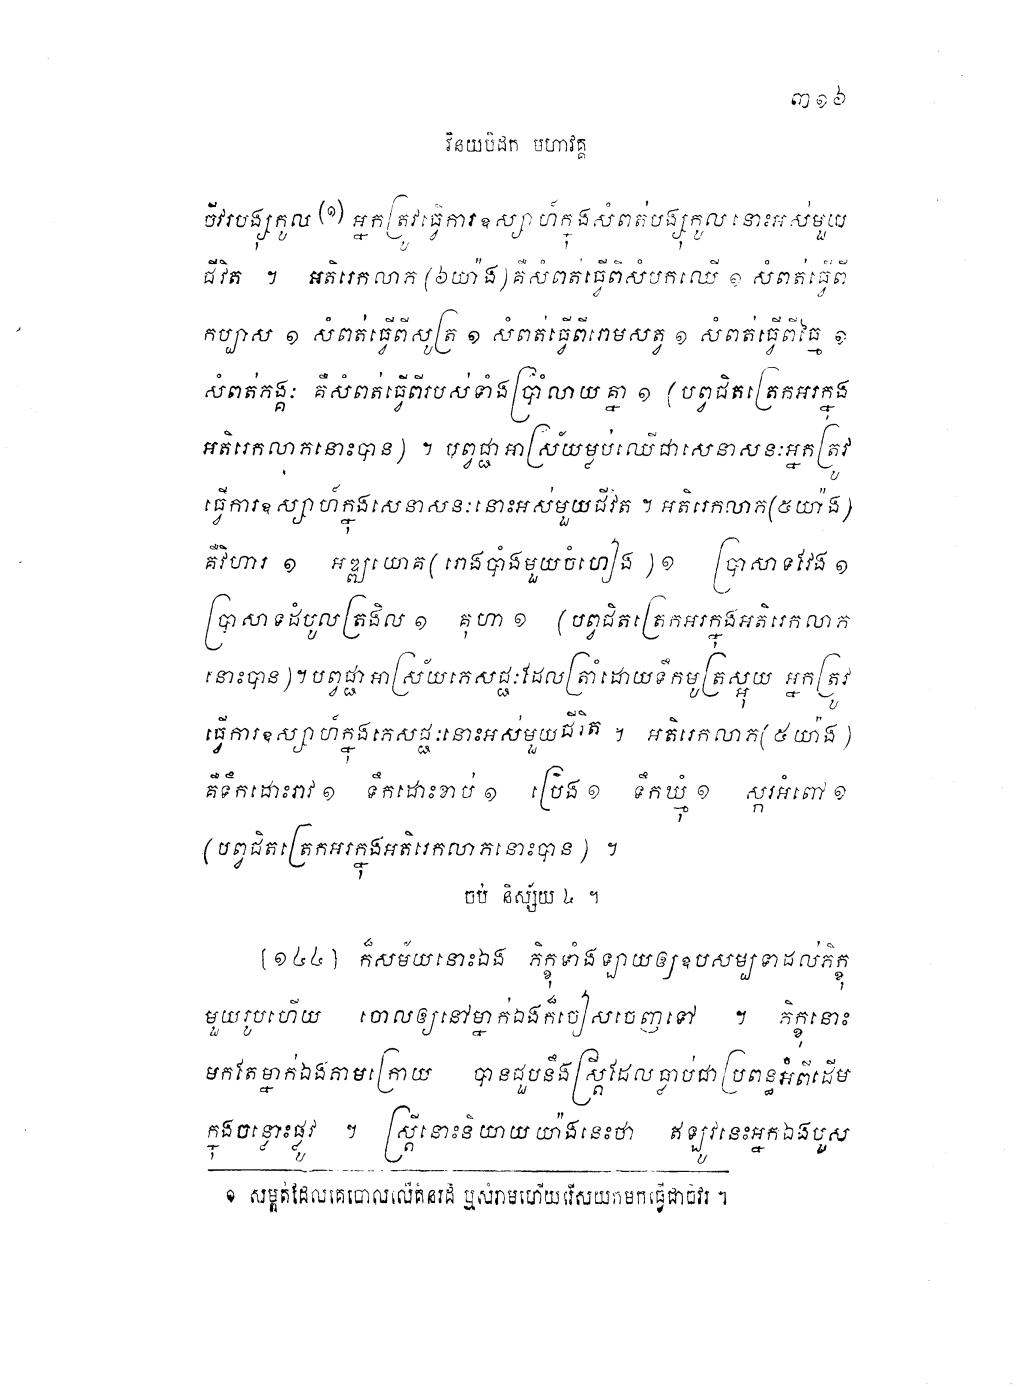 ៣១៦
វិនយបិដក មហាវគ្គ
ចីវរបង្សុកូល (១) អ្នកត្រូវធ្វើការឧស្សាហ៍ក្នុងសំពត់បង្សុកូលនោះអស់មួយ
ជីវិត ។ អតិរេកលាភ (៦យ៉ាង) គឺសំពត់ធ្វើពីសំបកឈើ ១ សំពត់ធ្វើពី
កប្បាស ១ សំពត់ធ្វើពីសូត្រ ១ សំពត់ធ្វើពីរោមសត្វ ១ សំពត់ធ្វើពីធ្មៃ ១
សំពត់កង្គៈ គឺសំពត់ធ្វើពីរបស់ទាំងប្រាំលាយគ្នា ១ (បព្វជិតត្រេកអរក្នុង
អតិរេកលាភនោះបាន) ។ បព្វជ្ជាអាស្រ័យម្លប់ឈើជាសេនាសនៈអ្នកត្រូវ
ធ្វើការឧស្សាហ៍ក្នុងសេនាសនៈនោះអស់មួយជីវិត ។ អតិរេកលាភ(៥យ៉ាង)
គឺវិហារ ១ អឌ្ឍយោគ(រោងបាំងមួយចំហៀង )១ ប្រាសាទវែង ១
ប្រាសាទដំបូលត្រងិល ១ គុហា ១ (បព្វជិតត្រេកអរក្នុងអតិរេកលាភ
នោះបាន)។ បព្វជ្ជាអាស្រ័យភេសជ្ជៈដែលត្រាំដោយទឹកមូត្រស្អុយ អ្នកត្រូវ
ធ្វើការឧស្សាហ៍ក្នុងភេសជ្ជៈនោះអស់មួយជីវិត ។ អតិរេកលាភ(៥យ៉ាង)
គឺទឹកដោះរាវ ១ ទឹកដោះខាប់ ១ ប្រេង ១ ទឹកឃ្មុំ ១ ស្ករអំពៅ ១
(បព្វជិតត្រេកអរក្នុងអតិរេកលាភនោះបាន) ។
ចប់ និស្ស័យ ៤ ។
[១៤៤] ក៏សម័យនោះឯង ភិក្ខុទាំងឡាយឲ្យឧបសម្បទាដល់ភិក្ខុ
មួយរូបហើយ ចោលឲ្យនៅម្នាក់ឯងក៏ចៀសចេញទៅ ។ ភិក្ខុនោះ
មកតែម្នាក់ឯងតាមក្រោយ បានជួបនឹងស្ត្រីដែលធ្លាប់ជាប្រពន្ធអំពីដើម
ក្នុងចន្លោះផ្លូវ ។ ស្ត្រីនោះនិយាយយ៉ាងនេះថា ឥឡូវនេះអ្នកឯងបួស
១ សម្ពត់ដែលគេចោលលើគំនរដី ឬសំរាមហើយរើសយកមកធ្វើជាចីវរ ។